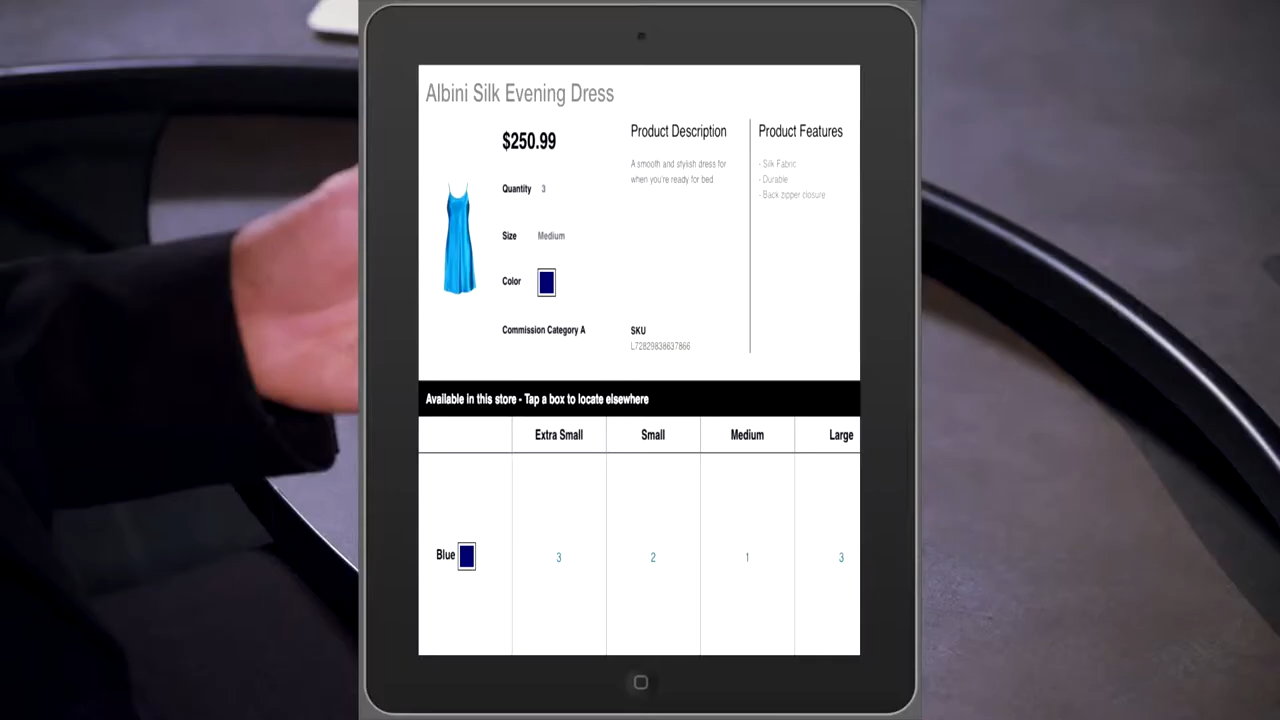 Albini Silk Evening Dress
$250.99
Quantity 3
Size Medium
Color
Commission Category A
Product Description
A smooth and stylish dress for
when you're ready for bed
SKU
L72829838637866
Product Features
- Silk Fabric
- Durable
- Back zipper closure
Available in this store - Tap a box to locate elsewhere
Extra Small Small Medium Large
Blue 3 2 1 3